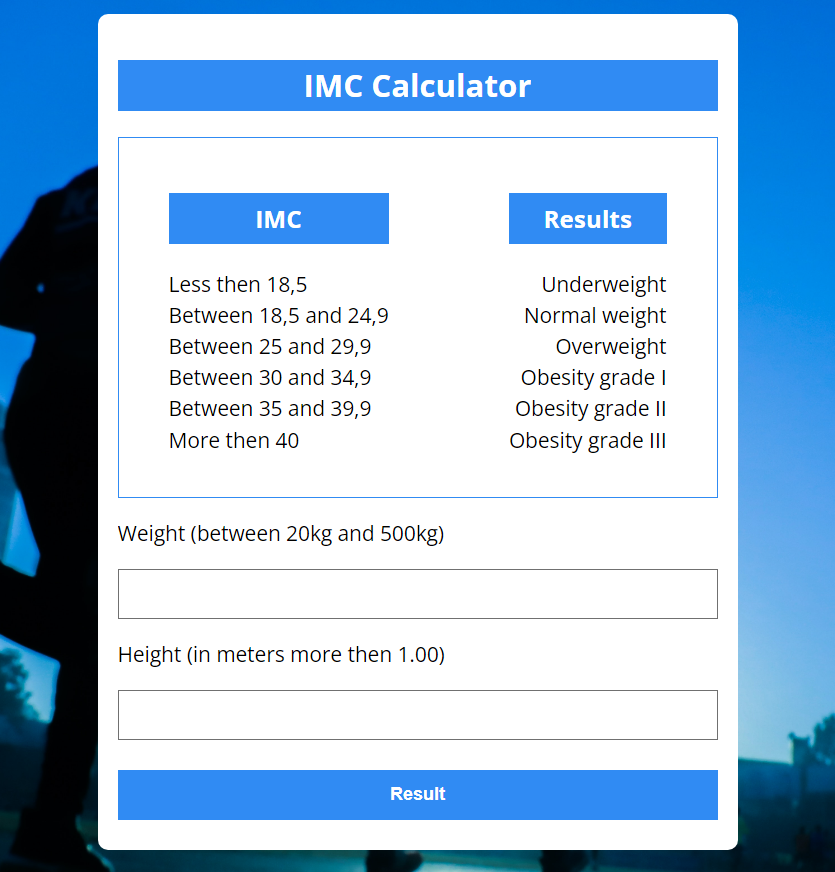 IMC Calculator
IMC Results
Less then 18,5 Underweight
Between 18,5 and 24,9 Normal weight
Between 25 and 29,9 Overweight
Between 30 and 34,9 Obesity grade I
Between 35 and 39,9 Obesity grade II
More then 40 Obesity grade III
Weight (between 20kg and 500kg)
Height (in meters more then 1.00)
Result